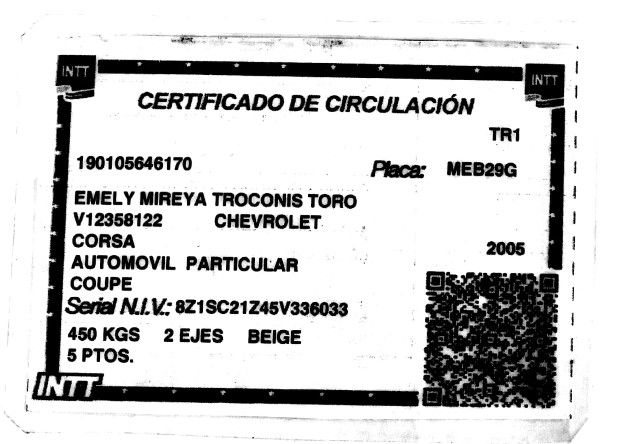 INTT
INTT
CERTIFICADO DE CIRCULACIÓN
TR1
190105646170 Placa: MEB29G
EMELY MIREYA TROCONIS TORO
V12358122 CHEVROLET
CORSA 2005
AUTOMOVIL PARTICULAR
COUPE
Serial N.I.V.: 8Z1SC21Z45V336033
450 KGS 2 EJES BEIGE
5 PTOS.
INTT